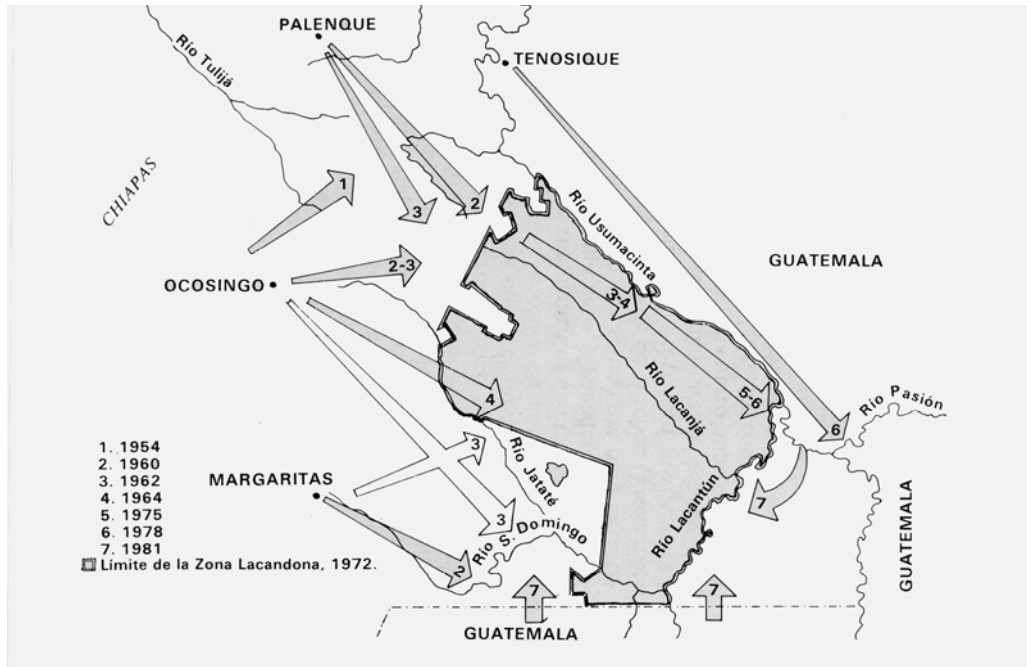 PALENQUE
TENOSIQUE
Río Tulijá
CHIAPAS
1
2
3
Río Usumacinta
GUATEMALA
OCOSINGO
2-3
3-4
4
5-6
Río Lacanjá
Río Pasión
6
3
Río Jataté
MARGARITAS
7
Río Lacantún
3
Río S. Domingo
2
GUATEMALA
7
7
GUATEMALA
1. 1954
2. 1960
3. 1962
4. 1964
5. 1975
6. 1978
7. 1981
Límite de la Zona Lacandona, 1972.